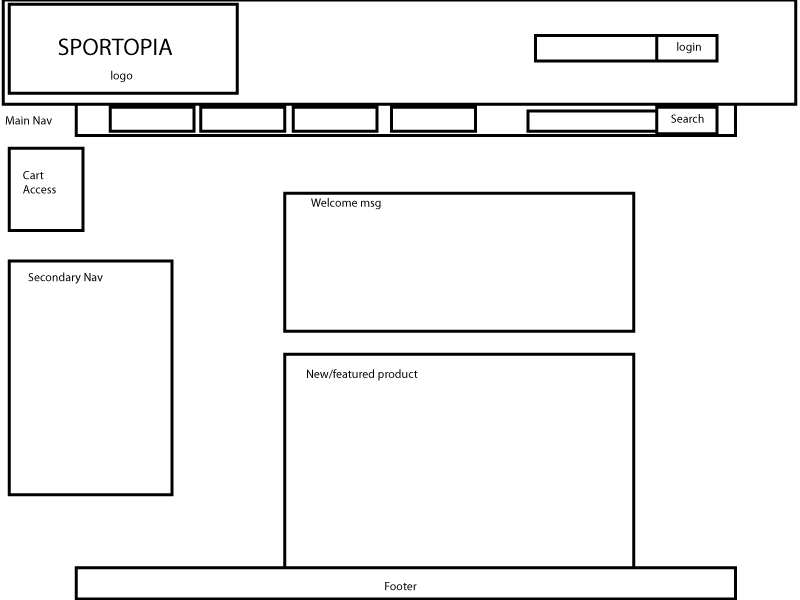 SPORTOPIA
logo
login
Main Nav
Search
Cart
Access
Welcome msg
Secondary Nav
New/featured product
Footer